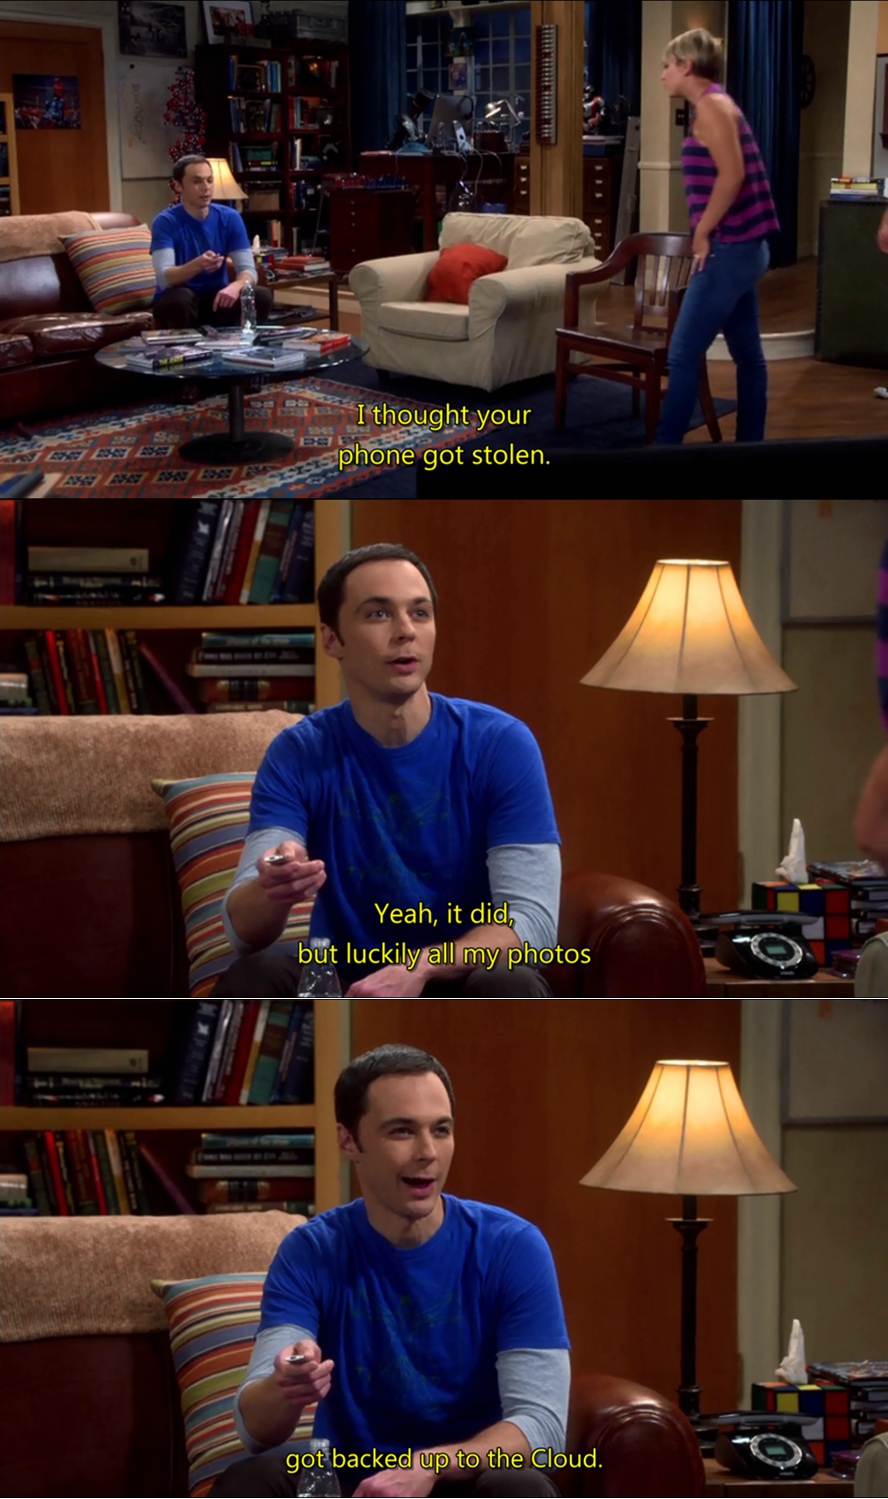 I thought your
phone got stolen.
Yeah, it did,
but luckily all my photos
got backed up to the Cloud.